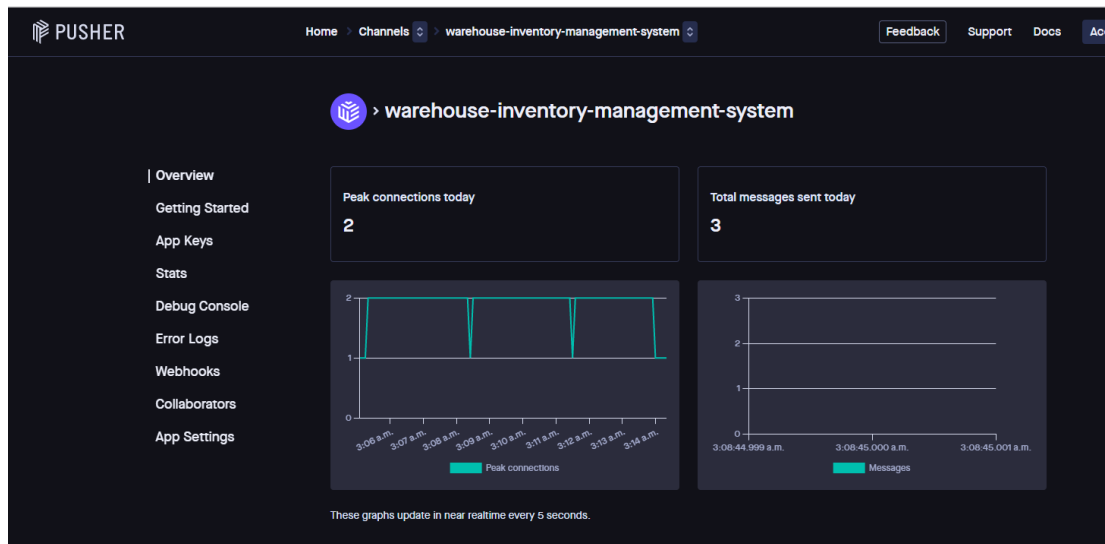 PUSHER
Home > Channels > warehouse-inventory-management-system
Feedback Support Docs
› warehouse-inventory-management-system
Overview
Getting Started
App Keys
Stats
Debug Console
Error Logs
Webhooks
Collaborators
App Settings
Peak connections today
2
Total messages sent today
3
2
1
0
3:06 a.m. 3:07 a.m. 3:08 a.m. 3:09 a.m. 3:10 a.m. 3:11 a.m. 3:12 a.m. 3:13 a.m. 3:14 a.m.
Peak connections
3
2
1
0
3:08:44.999 a.m. 3:08:45.000 a.m. 3:08:45.001 a.m.
Messages
These graphs update in near realtime every 5 seconds.